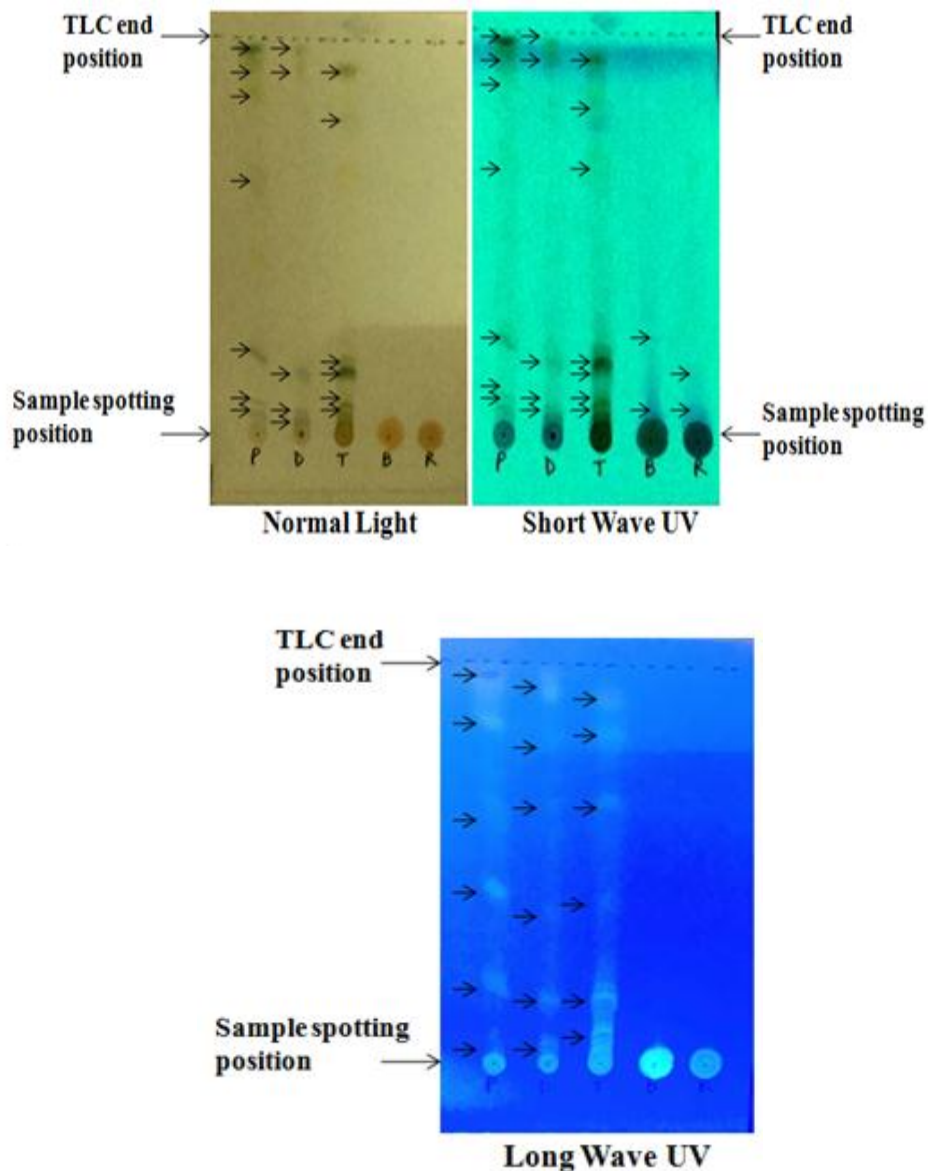 TLC end
position
TLC end
position
Sample spotting
position
Sample spotting
position
P D T B R
P D T B R
Normal Light
Short Wave UV
TLC end
position
Sample spotting
position
Long Wave UV